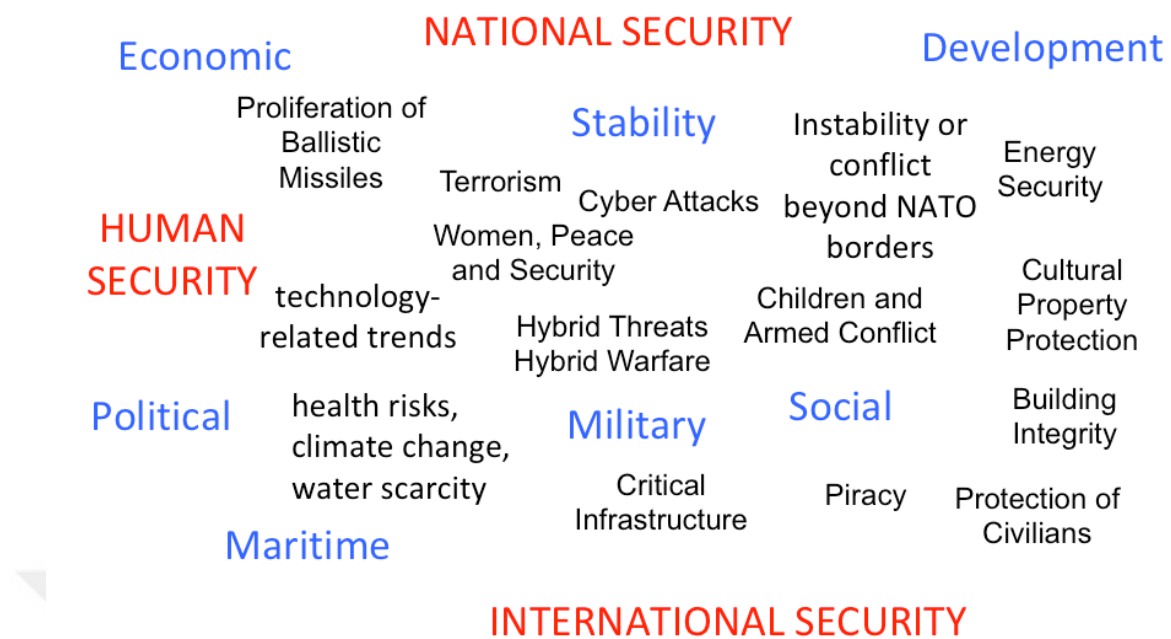 NATIONAL SECURITY
Economic
Development
Proliferation of
Ballistic
Missiles
Stability
Instability or
conflict
beyond NATO
borders
Energy
Security
Terrorism
Cyber Attacks
HUMAN
SECURITY
Women, Peace
and Security
technology-
related trends
Hybrid Threats
Hybrid Warfare
Children and
Armed Conflict
Cultural
Property
Protection
Political
health risks,
climate change,
water scarcity
Military
Social
Building
Integrity
Critical
Infrastructure
Piracy
Protection of
Civilians
Maritime
INTERNATIONAL SECURITY